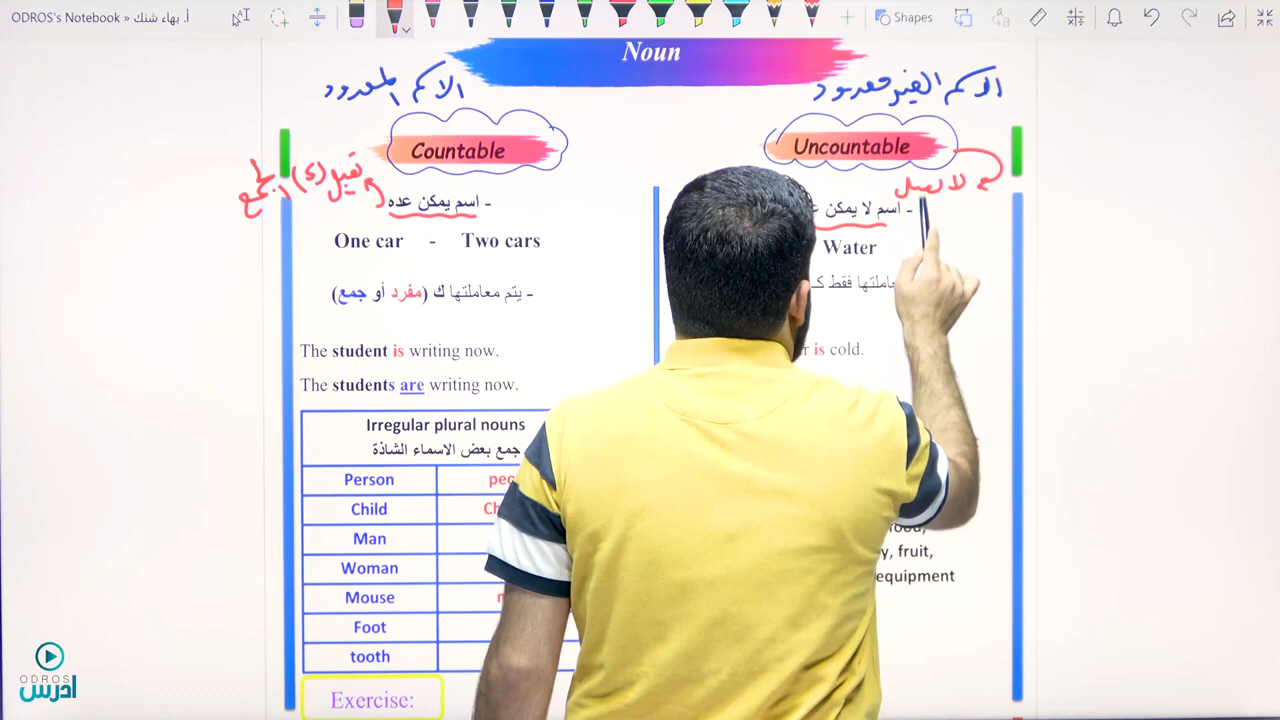 ODROS's Notebook » أ. بهاء شنك
Shapes
Noun
الاسم المعدود
الاسم الغير معدود
Countable
Uncountable
تقبل (s) الجمع
لا تقبل
- اسم يمكن عده
- اسم لا يمكن
One car - Two cars
Water
- يتم معاملتها ك (مفرد أو جمع)
فقط كـ
The student is writing now.
is cold.
The students are writing now.
Irregular plural nouns
جمع بعض الاسماء الشاذة
Person
Child
Man
Woman
Mouse
Foot
tooth
food,
y, fruit,
equipment
Exercise:
ODROS
ادرس